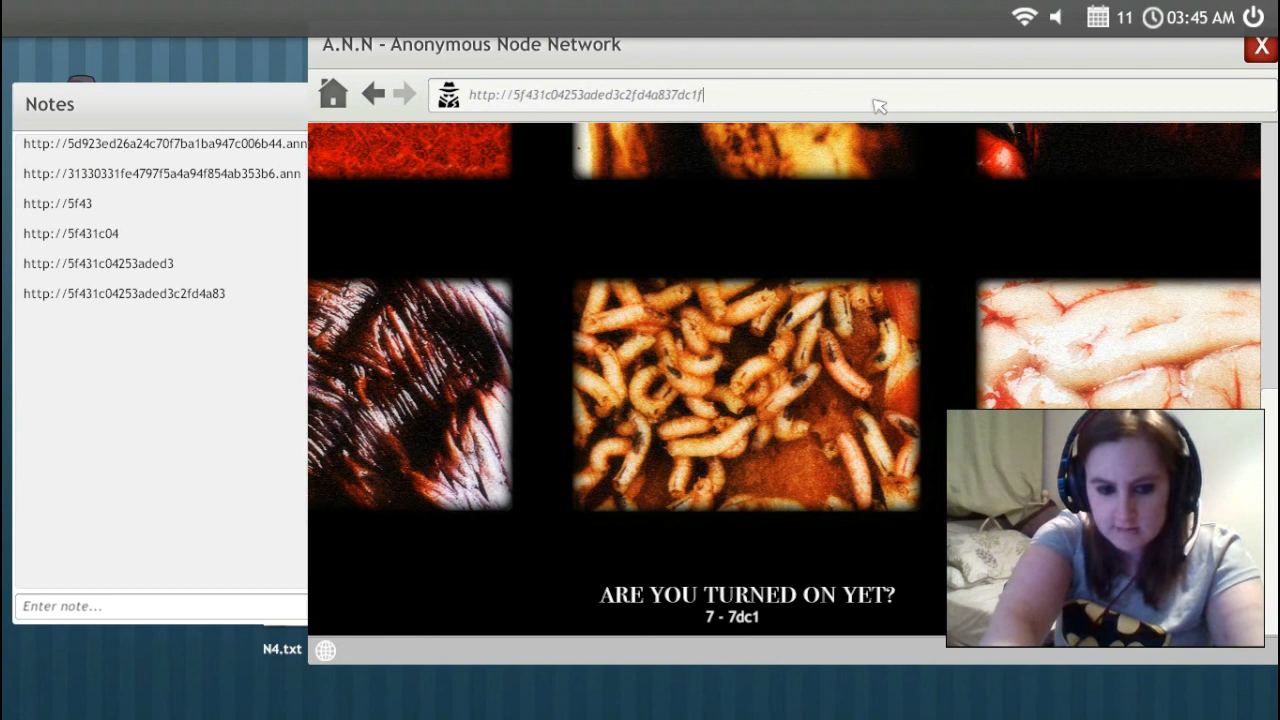 11 03:45 AM
A.N.N - Anonymous Node Network
X
http://5f431c04253aded3c2fd4a837dc1f
Notes
http://5d923ed26a24c70f7ba1ba947c006b44.ann
http://31330331fe4797f5a4a94f854ab353b6.ann
http://5f43
http://5f431c04
http://5f431c04253aded3
http://5f431c04253aded3c2fd4a83
Enter note...
ARE YOU TURNED ON YET?
7 - 7dc1
N4.txt